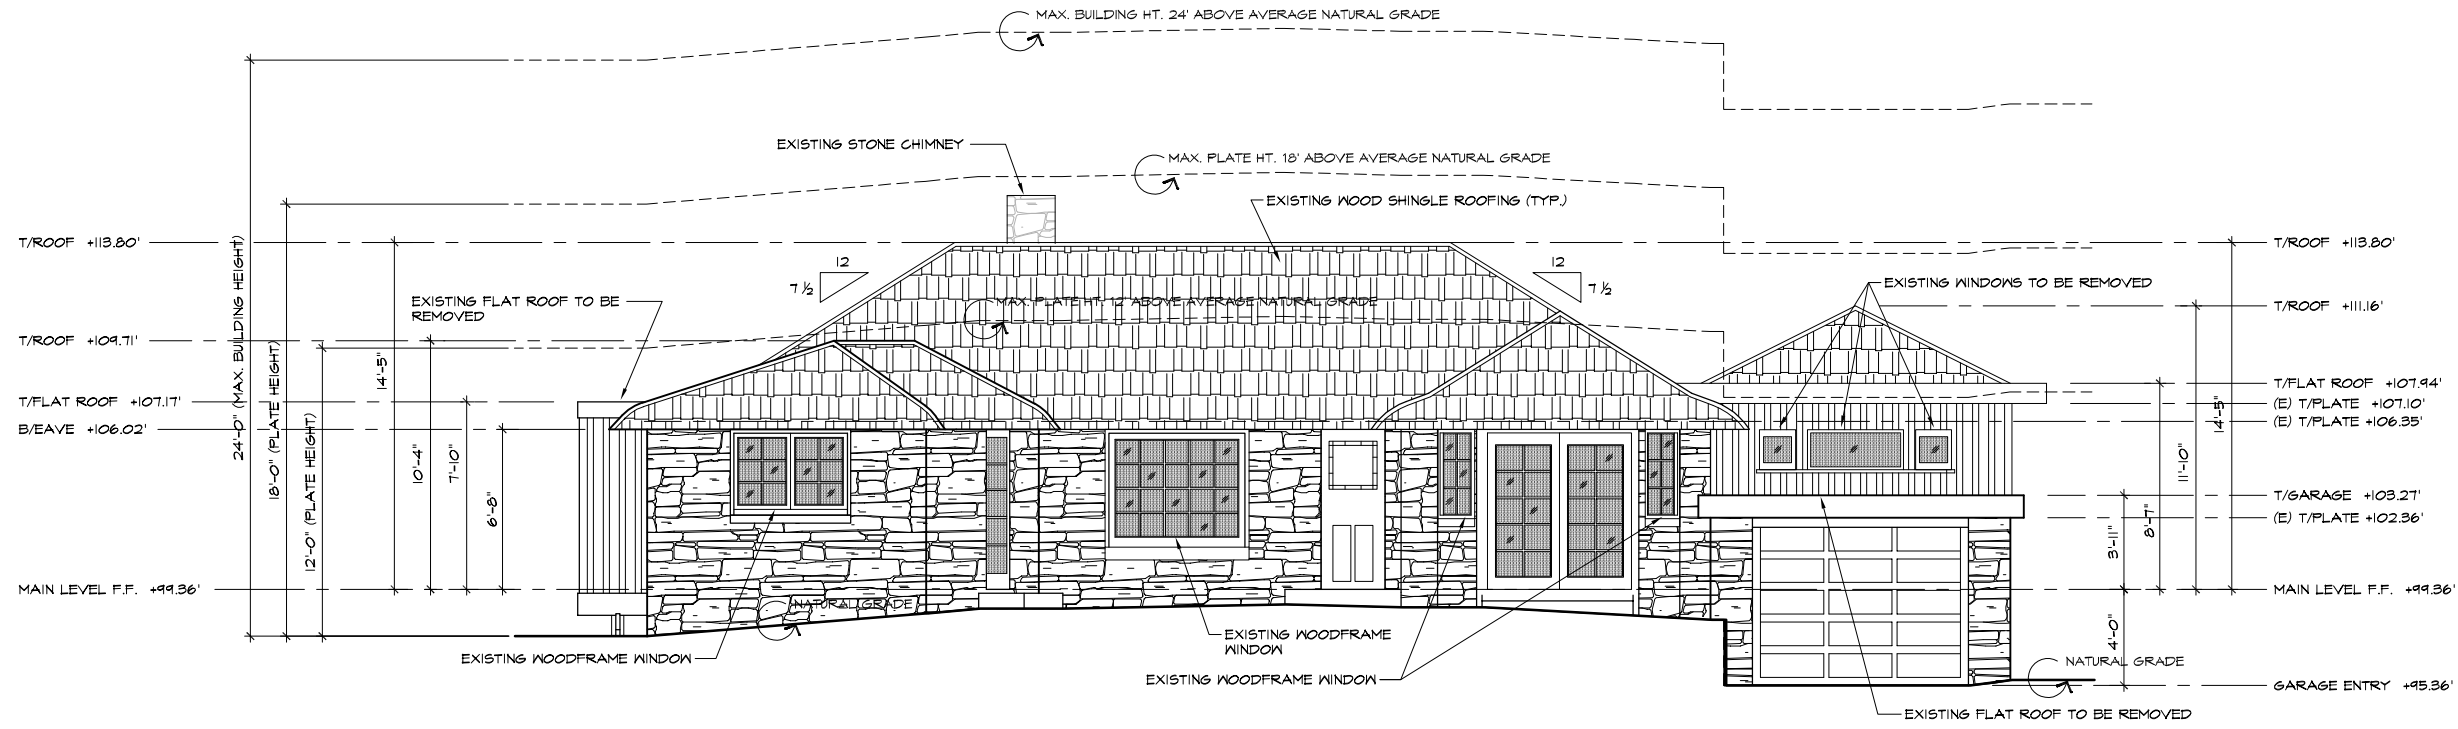 MAX. BUILDING HT. 24' ABOVE AVERAGE NATURAL GRADE
EXISTING STONE CHIMNEY
MAX. PLATE HT. 18' ABOVE AVERAGE NATURAL GRADE
EXISTING WOOD SHINGLE ROOFING (TYP.)
T/ROOF +113.80'
T/ROOF +113.80'
12
7 ½
12
7 ½
EXISTING WINDOWS TO BE REMOVED
EXISTING FLAT ROOF TO BE
REMOVED
MAX. PLATE HT. 12' ABOVE AVERAGE NATURAL GRADE
T/ROOF +111.16'
T/ROOF +109.71'
T/FLAT ROOF +107.94'
T/FLAT ROOF +107.17'
(E) T/PLATE +107.10'
B/EAVE +106.02'
(E) T/PLATE +106.35'
24'-0" (MAX. BUILDING HEIGHT)
18'-0" (PLATE HEIGHT)
12'-0" (PLATE HEIGHT)
14'-5"
10'-4"
7'-10"
6'-8"
14'-5"
11'-10"
8'-7"
3'-11"
4'-0"
T/GARAGE +103.27'
(E) T/PLATE +102.36'
MAIN LEVEL F.F. +99.36'
MAIN LEVEL F.F. +99.36'
NATURAL GRADE
EXISTING WOODFRAME
WINDOW
EXISTING WOODFRAME WINDOW
EXISTING WOODFRAME WINDOW
NATURAL GRADE
GARAGE ENTRY +95.36'
EXISTING FLAT ROOF TO BE REMOVED